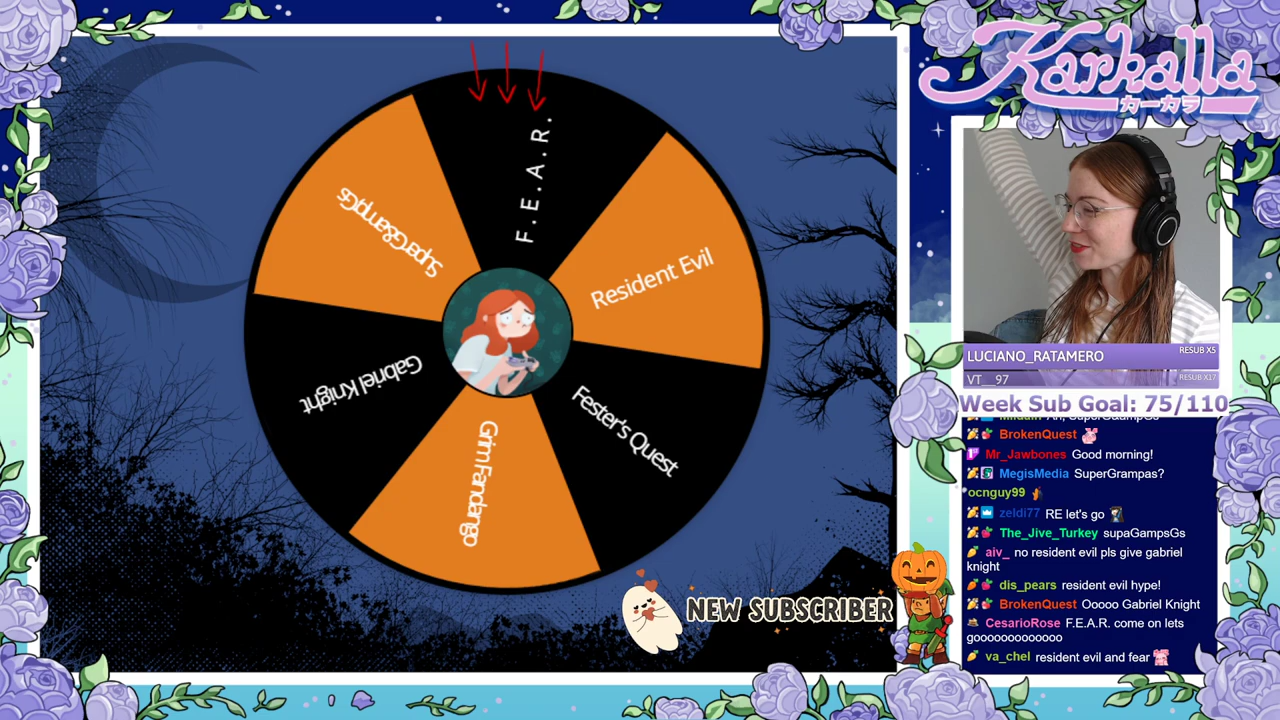 Karkalla
カーカラ
F.E.A.R.
Resident Evil
Fester's Quest
Grim Fandango
Gabriel Knight
SuperG&ampGs
NEW SUBSCRIBER
LUCIANO_RATAMERO RESUB X5
VT__97 RESUB X17
Week Sub Goal: 75/110
BrokenQuest
Mr_Jawbones Good morning!
MegisMedia SuperGrampas?
ocnguy99
zeldi77 RE let's go
The_Jive_Turkey supaGampsGs
aiv_ no resident evil pls give gabriel
knight
dis_pears resident evil hype!
BrokenQuest Ooooo Gabriel Knight
CesarioRose F.E.A.R. come on lets
gooooooooooooo
va_chel resident evil and fear